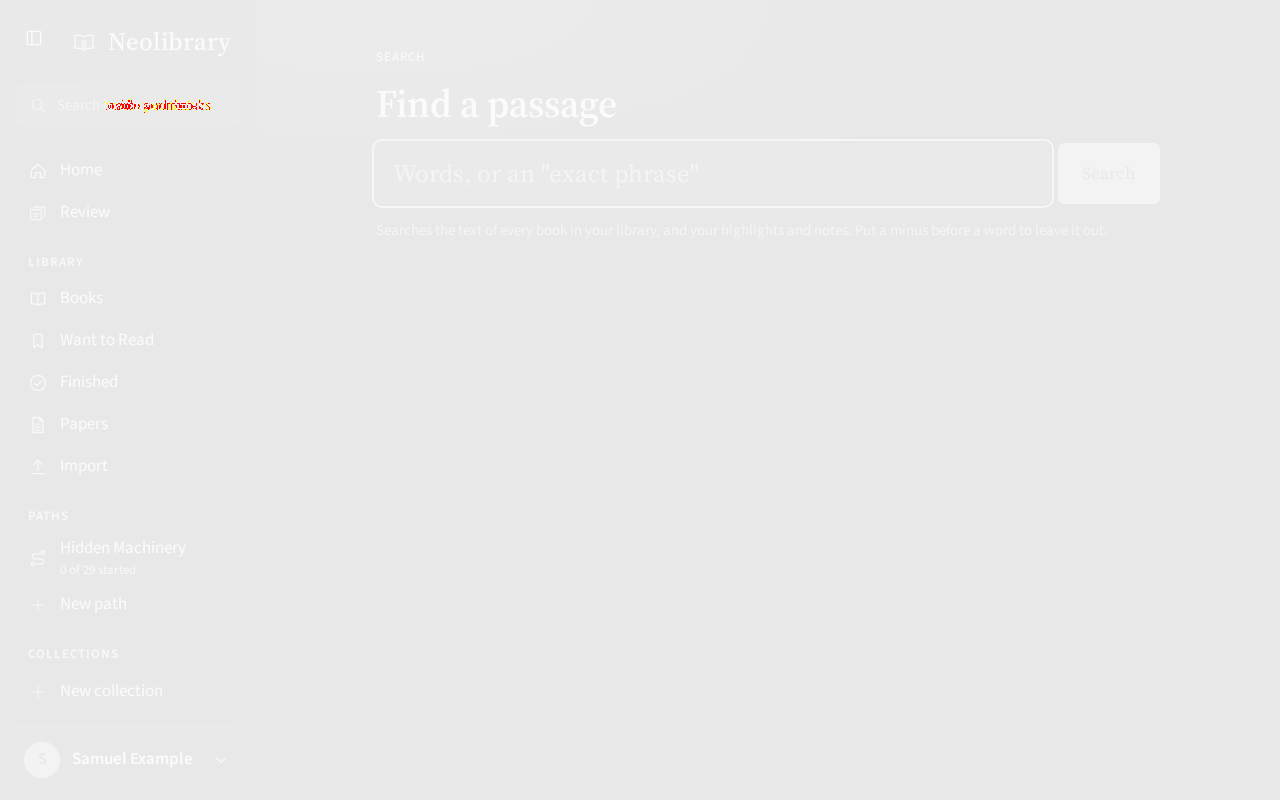 Neolibrary
Search
Home
Review
LIBRARY
Books
Want to Read
Finished
Papers
Import
PATHS
Hidden Machinery
0 of 29 started
New path
COLLECTIONS
New collection
S
Samuel Example
SEARCH
Find a passage
Words, or an "exact phrase"
Search
Searches the text of every book in your library, and your highlights and notes. Put a minus before a word to leave it out.